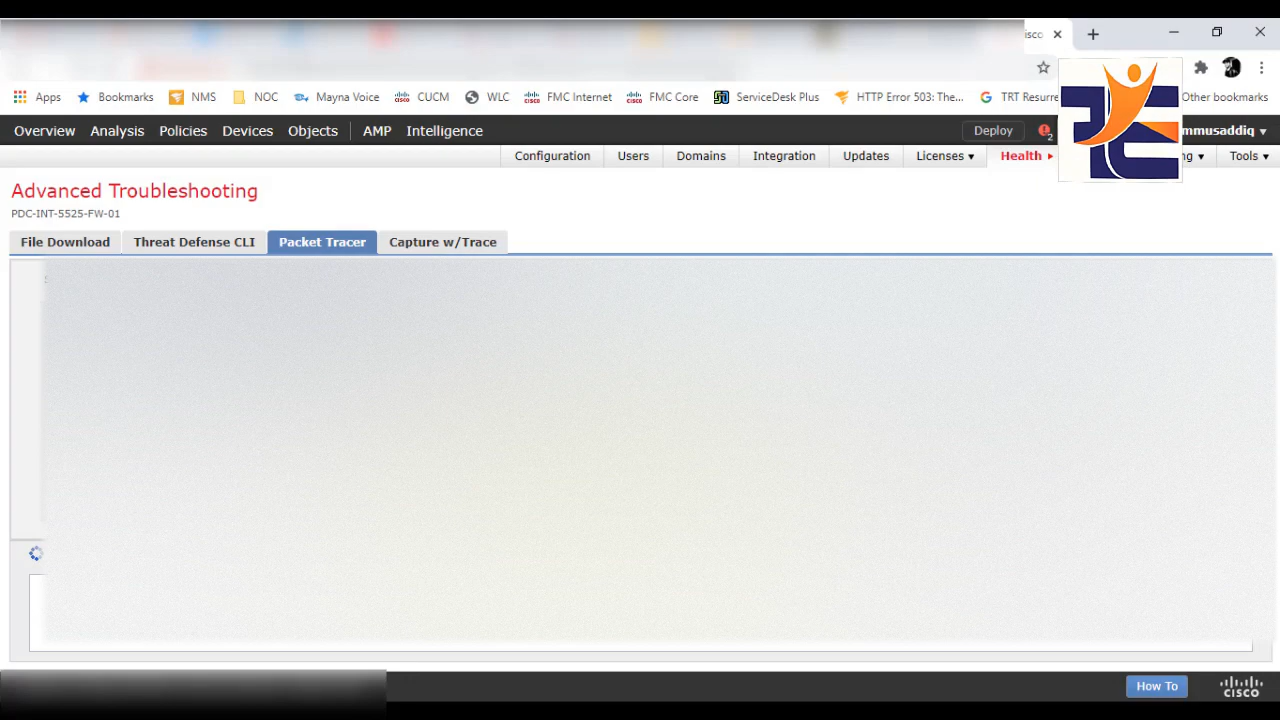 isco
Apps Bookmarks NMS NOC Mayna Voice CUCM WLC FMC Internet FMC Core ServiceDesk Plus HTTP Error 503: The... TRT Resurre Other bookmarks
Overview Analysis Policies Devices Objects AMP Intelligence Deploy 2 mmusaddiq
Configuration Users Domains Integration Updates Licenses Health g Tools
Advanced Troubleshooting
PDC-INT-5525-FW-01
File Download Threat Defense CLI Packet Tracer Capture w/Trace
How To
cisco